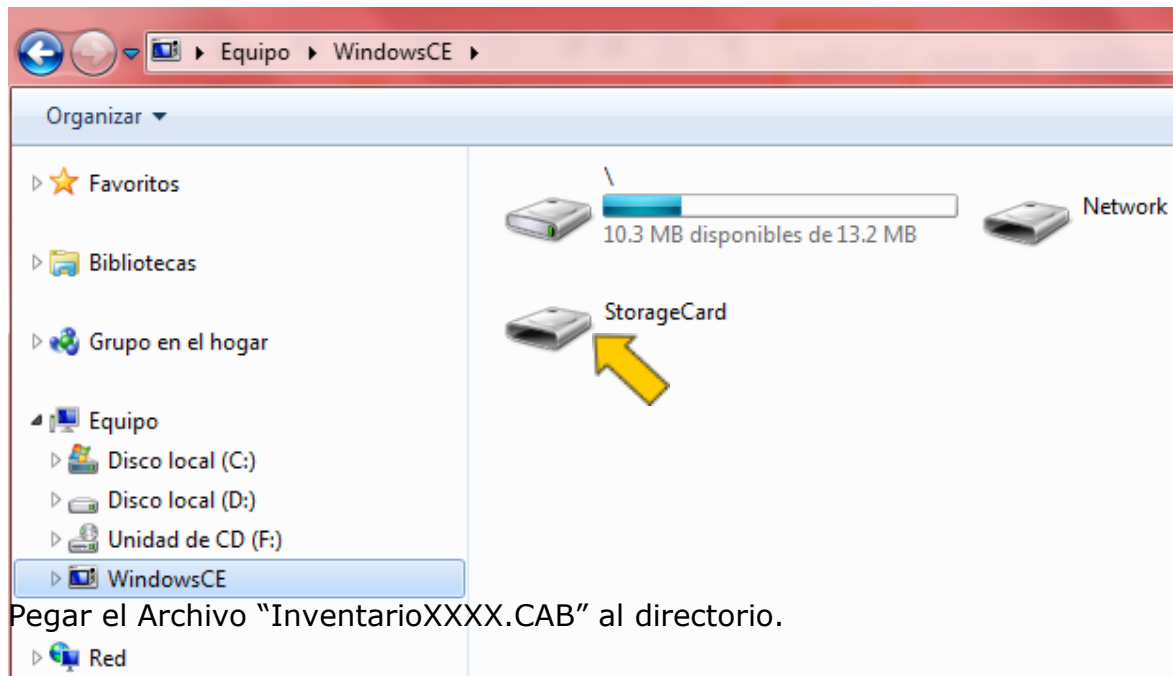 Equipo WindowsCE
Organizar
Favoritos
Bibliotecas
Grupo en el hogar
Equipo
Disco local (C:)
Disco local (D:)
Unidad de CD (F:)
WindowsCE
Red
\
10.3 MB disponibles de 13.2 MB
Network
StorageCard
Pegar el Archivo “InventarioXXXX.CAB” al directorio.